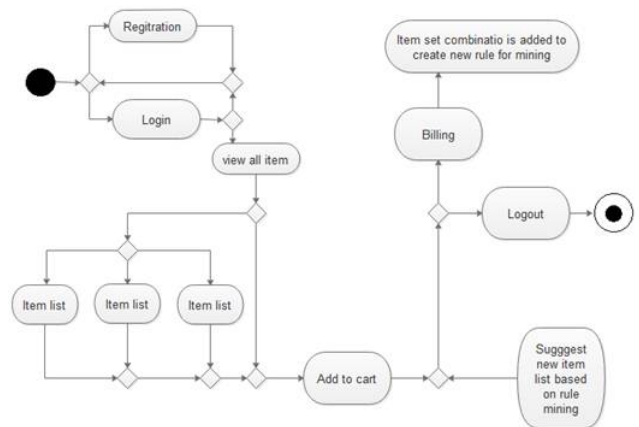 Regitration
Login
view all item
Item list
Item list
Item list
Add to cart
Item set combinatio is added to
create new rule for mining
Billing
Logout
Sugggest
new item
list based
on rule
mining